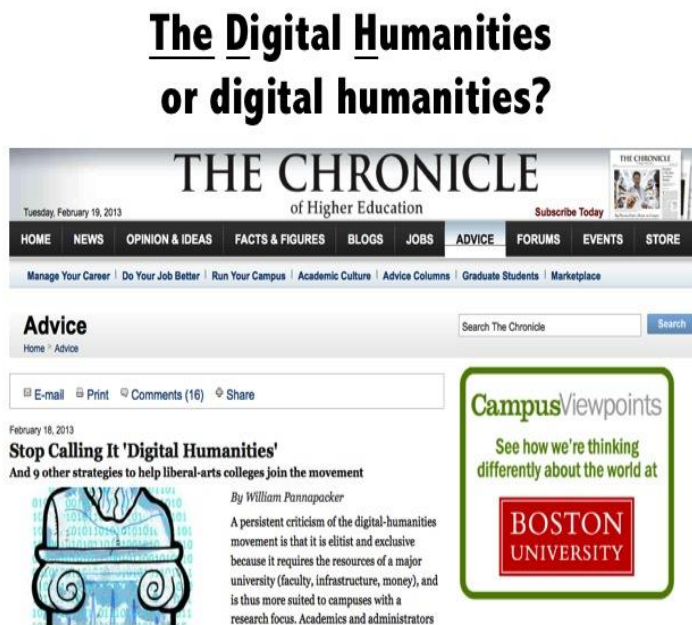 The Digital Humanities
or digital humanities?
THE CHRONICLE
of Higher Education
Tuesday, February 19, 2013
Subscribe Today
THE CHRONICLE
HOME NEWS OPINION & IDEAS FACTS & FIGURES BLOGS JOBS ADVICE FORUMS EVENTS STORE
Manage Your Career | Do Your Job Better | Run Your Campus | Academic Culture | Advice Columns | Graduate Students | Marketplace
Advice
Home > Advice
Search The Chronicle Search
E-mail Print Comments (16) Share
February 18, 2013
Stop Calling It 'Digital Humanities'
And 9 other strategies to help liberal-arts colleges join the movement
By William Pannapacker
A persistent criticism of the digital-humanities
movement is that it is elitist and exclusive
because it requires the resources of a major
university (faculty, infrastructure, money), and
is thus more suited to campuses with a
research focus. Academics and administrators
CampusViewpoints
See how we're thinking
differently about the world at
BOSTON
UNIVERSITY